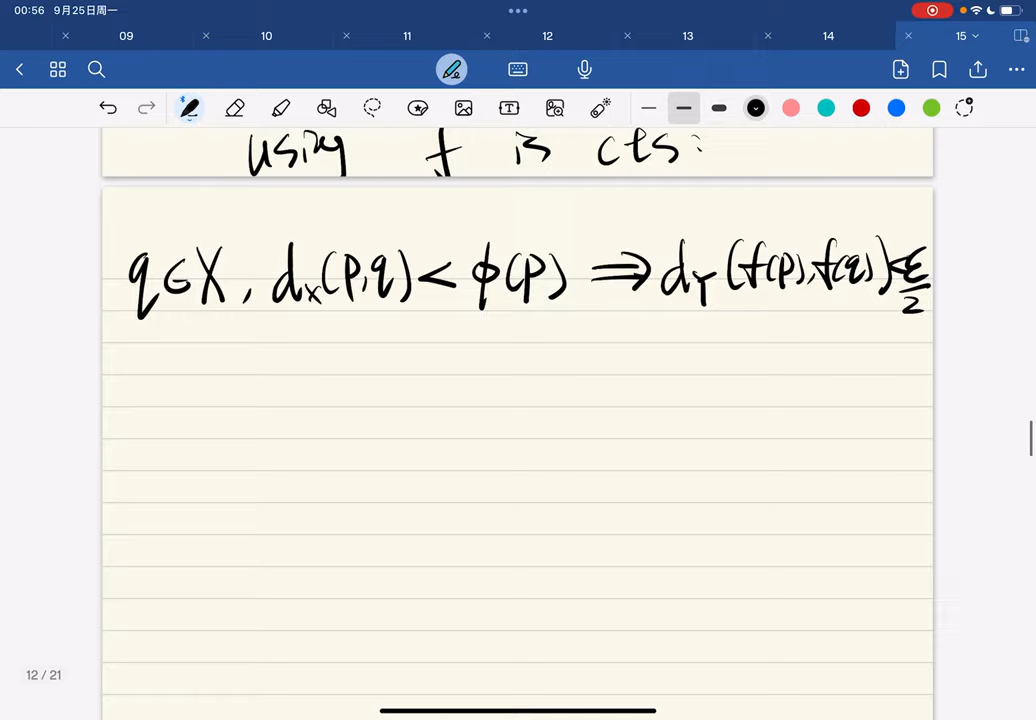 00:56 9月25日周一
09 10 11 12 13 14 15
using f is cts:
q∈X, d_X(p,q) < ϕ(p) ⟹ d_Y(f(p),f(q)) < ε/2
12 / 21